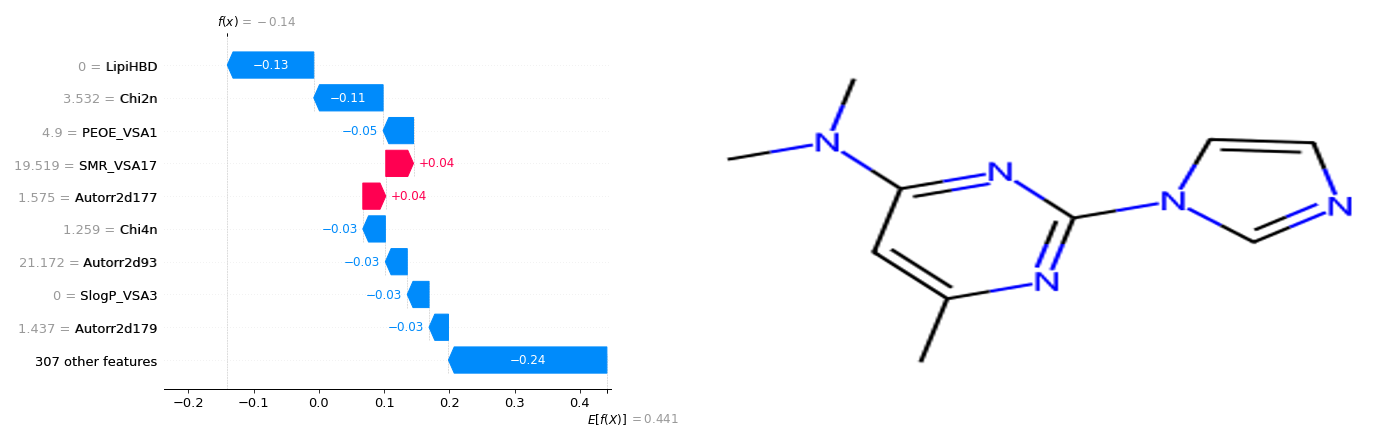 f(x) = −0.14
0 = LipiHBD
−0.13
3.532 = Chi2n
−0.11
4.9 = PEOE_VSA1
−0.05
19.519 = SMR_VSA17
+0.04
1.575 = Autorr2d177
+0.04
1.259 = Chi4n
−0.03
21.172 = Autorr2d93
−0.03
0 = SlogP_VSA3
−0.03
1.437 = Autorr2d179
−0.03
307 other features
−0.24
−0.2 −0.1 0.0 0.1 0.2 0.3 0.4
E[f(X)] = 0.441
N
N
N
N
N
N